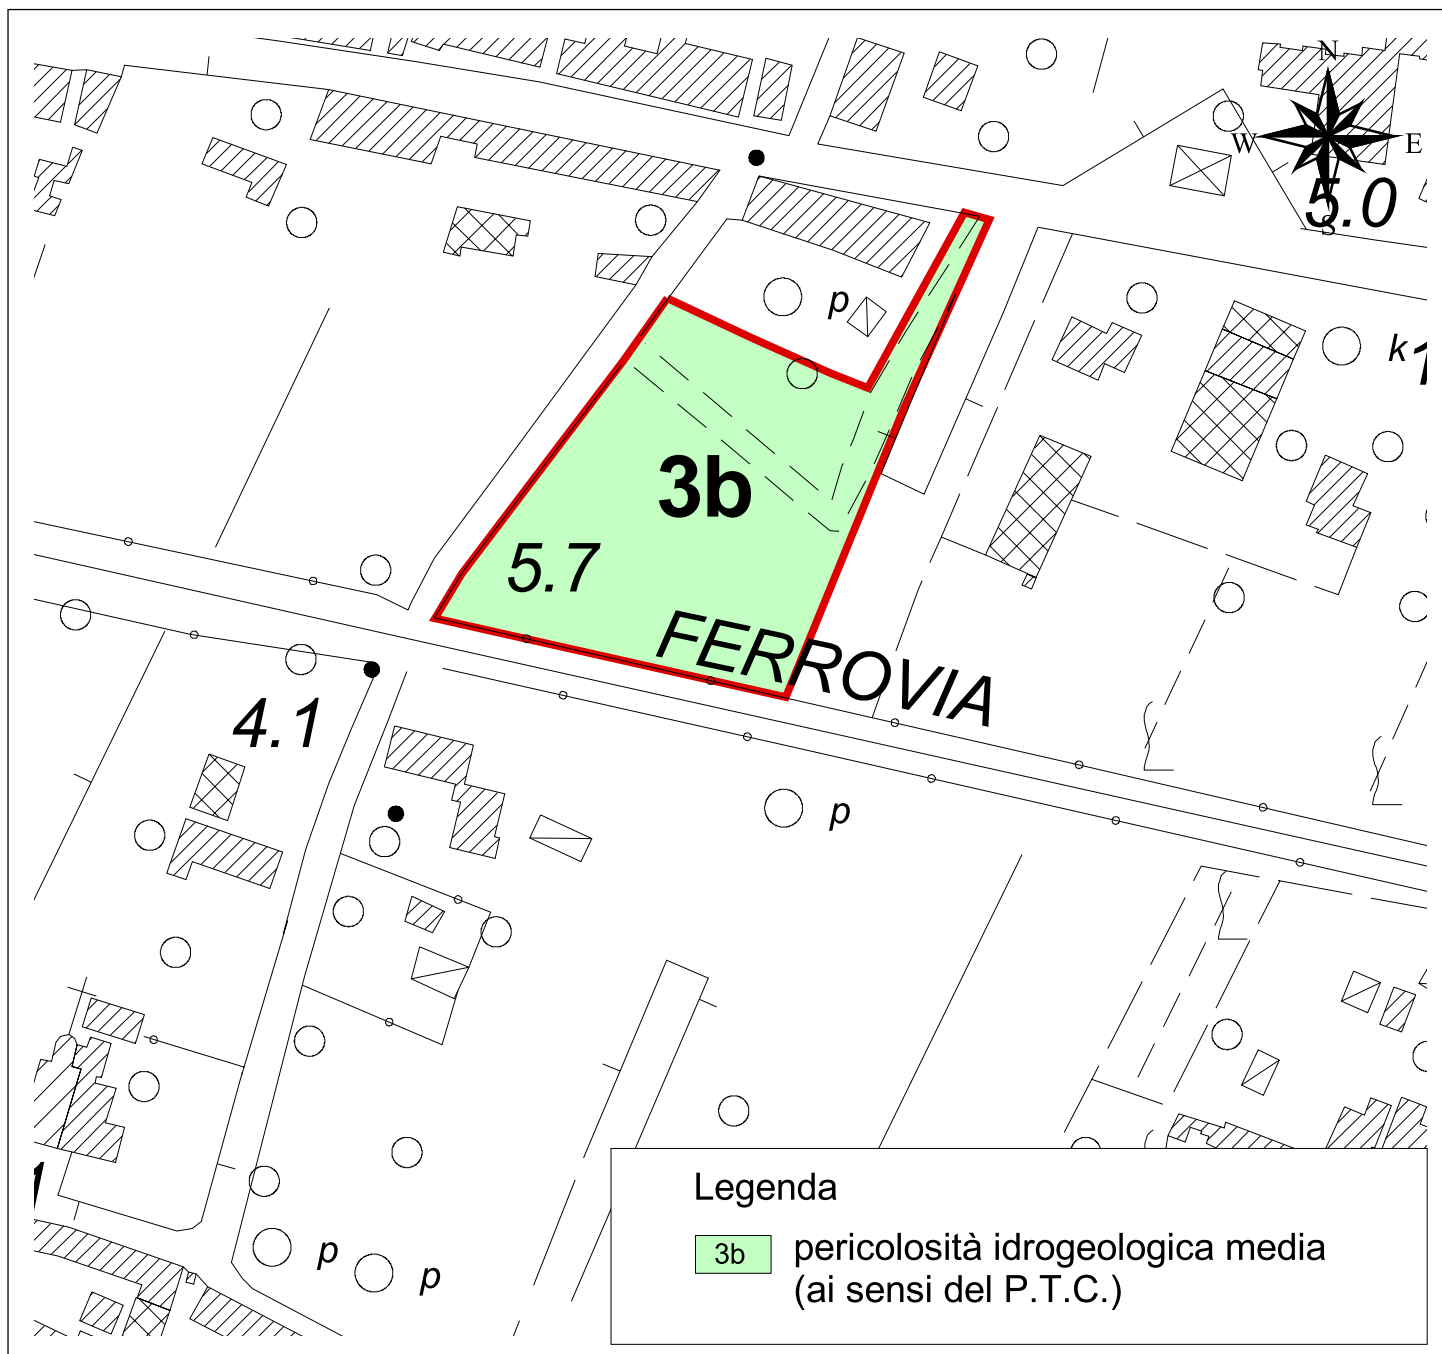 N
W E
S
5.0
p
k
3b
5.7
FERROVIA
4.1
p
p
p
Legenda
3b pericolosità idrogeologica media
(ai sensi del P.T.C.)